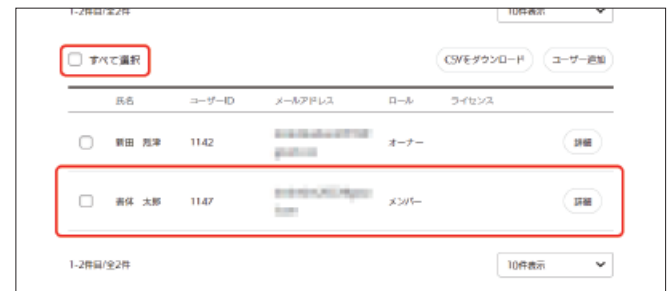 1-2件目/全2件
10件表示
すべて選択
CSVをダウンロード
ユーザー追加
氏名
ユーザーID
メールアドレス
ロール
ライセンス
1142
オーナー
詳細
太郎
1147
メンバー
詳細
1-2件目/全2件
10件表示